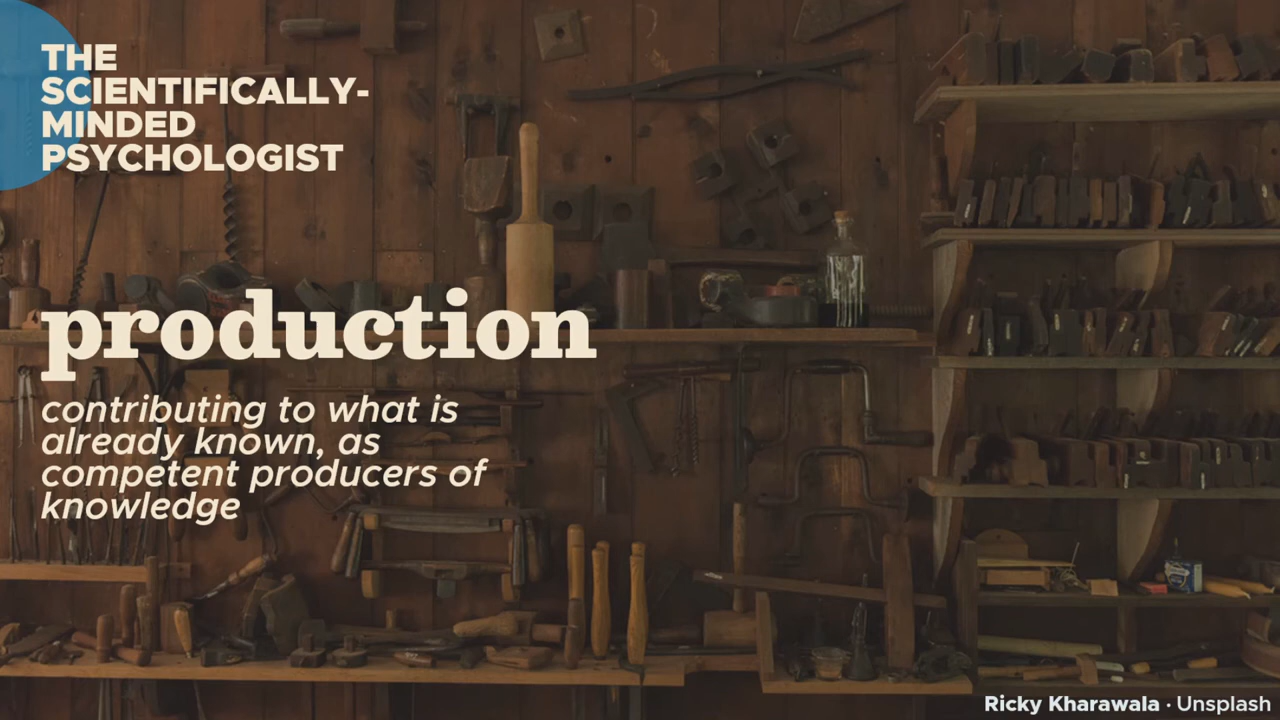 THE
SCIENTIFICALLY-
MINDED
PSYCHOLOGIST
production
contributing to what is
already known, as
competent producers of
knowledge
Ricky Kharawala · Unsplash